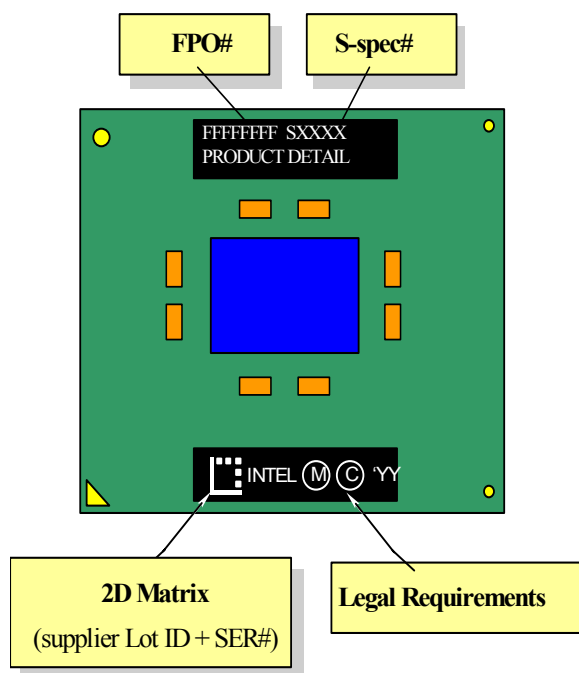 FPO#
S-spec#
FFFFFFFF SXXXX
PRODUCT DETAIL
INTEL M C 'YY
2D Matrix
(supplier Lot ID + SER#)
Legal Requirements